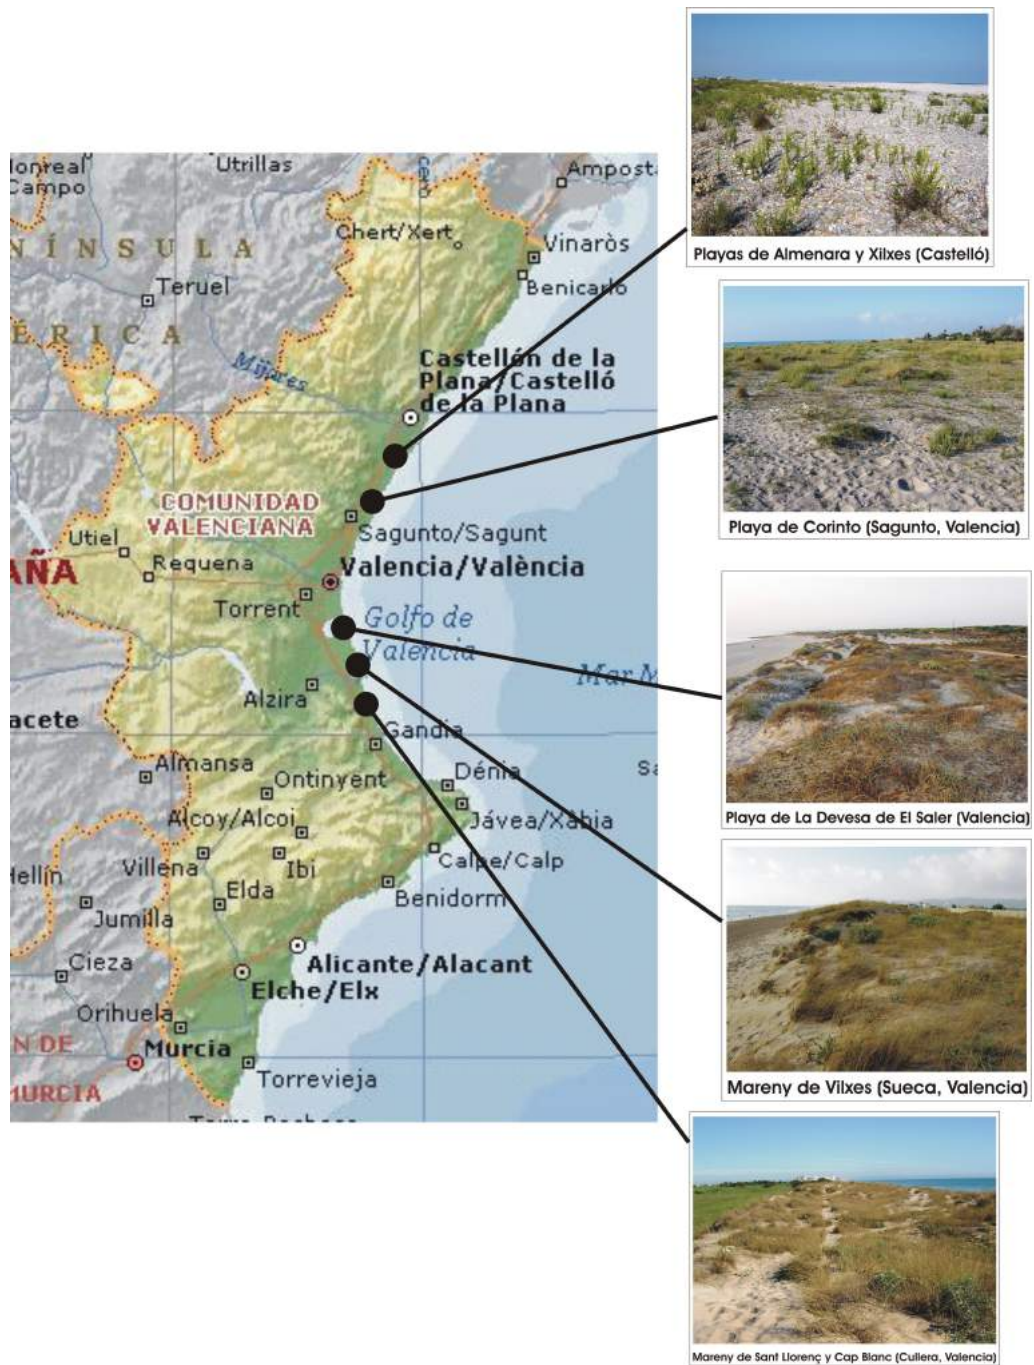 Monreal
Campo
Utrillas
Ampost
Chert/Xert
Vinaròs
Benicarló
NÍNSULA
Teruel
ÉRICA
Mijares
Castellón de la
Plana/Castelló
de la Plana
COMUNIDAD
VALENCIANA
Sagunto/Sagunt
Utiel
Requena
AÑA
Valencia/València
Torrent
Golfo de
Valencia
Mar M
Alzira
acete
Gandia
Almansa
Ontinyent
Dénia
Sa
Alcoy/Alcoi
Jávea/Xàbia
Villena
Ibi
Calpe/Calp
Hellín
Elda
Benidorm
Jumilla
Cieza
Alicante/Alacant
Elche/Elx
Orihuela
N DE
MURCIA
Murcia
Torrevieja
Playas de Almenara y Xilxes (Castelló)
Playa de Corinto (Sagunto, Valencia)
Playa de La Devesa de El Saler (Valencia)
Mareny de Vilxes (Sueca, Valencia)
Mareny de Sant Llorenç y Cap Blanc (Cullera, Valencia)